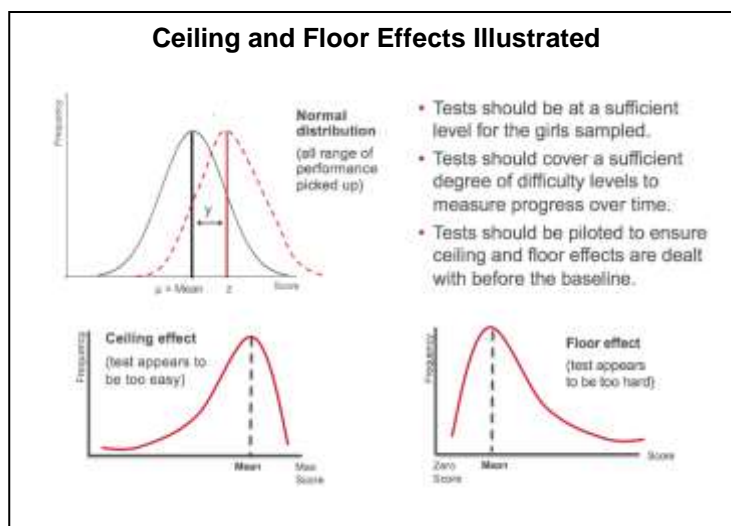 Ceiling and Floor Effects Illustrated
Frequency
Normal
distribution
(all range of
performance
picked up)
y
μ = Mean
z
Score
• Tests should be at a sufficient
level for the girls sampled.
• Tests should cover a sufficient
degree of difficulty levels to
measure progress over time.
• Tests should be piloted to ensure
ceiling and floor effects are dealt
with before the baseline.
Frequency
Ceiling effect
(test appears to
be too easy)
Mean
Max
Score
Frequency
Floor effect
(test appears
to be too hard)
Zero
Score
Mean
Score